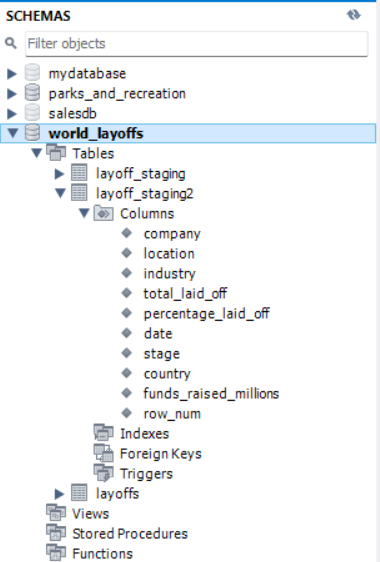 SCHEMAS
Filter objects
mydatabase
parks_and_recreation
salesdb
world_layoffs
Tables
layoff_staging
layoff_staging2
Columns
company
location
industry
total_laid_off
percentage_laid_off
date
stage
country
funds_raised_millions
row_num
Indexes
Foreign Keys
Triggers
layoffs
Views
Stored Procedures
Functions